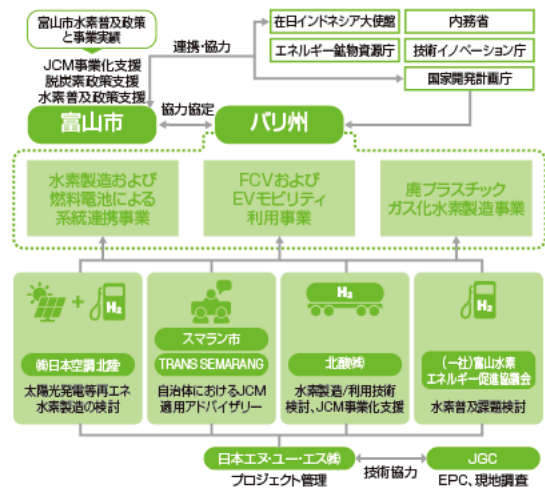 富山市水素普及政策
と事業実績
JCM事業化支援
脱炭素政策支援
水素普及政策支援
連携・協力
在日インドネシア大使館
内務省
エネルギー鉱物資源庁
技術イノベーション庁
国家開発計画庁
富山市
協力協定
バリ州
水素製造および
燃料電池による
系統連携事業
FCVおよび
EVモビリティ
利用事業
廃プラスチック
ガス化水素製造事業
H₂
㈱日本空調北陸
太陽光発電等再エネ
水素製造の検討
スマラン市
TRANS SEMARANG
自治体におけるJCM
適用アドバイザリー
H₂
北酸㈱
水素製造/利用技術
検討、JCM事業化支援
H₂
(一社)富山水素
エネルギー促進協議会
水素普及課題検討
日本エヌ・ユー・エス㈱
プロジェクト管理
技術協力
JGC
EPC、現地調査